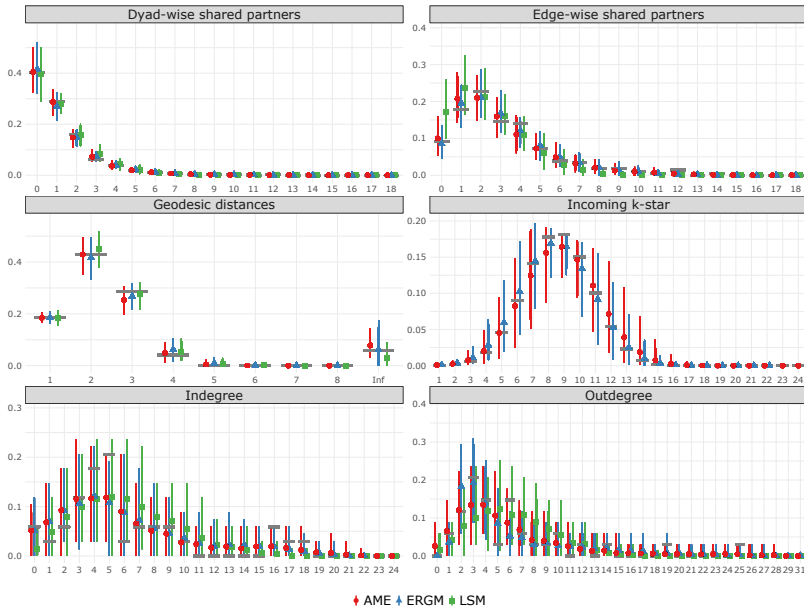 Dyad-wise shared partners
Edge-wise shared partners
0.4
0.2
0.0
0 1 2 3 4 5 6 7 8 9 10 11 12 13 14 15 16 17 18
0.4
0.3
0.2
0.1
0.0
0 1 2 3 4 5 6 7 8 9 10 11 12 13 14 15 16 17 18
Geodesic distances
Incoming k-star
0.4
0.2
0.0
1 2 3 4 5 6 7 8 Inf
0.20
0.15
0.10
0.05
0.00
1 2 3 4 5 6 7 8 9 10 11 12 13 14 15 16 17 18 19 20 21 22 23 24
Indegree
Outdegree
0.3
0.2
0.1
0.0
0 1 2 3 4 5 6 7 8 9 10 11 12 13 14 15 16 17 18 19 20 21 22 24
0.4
0.3
0.2
0.1
0.0
0 1 2 3 4 5 6 7 8 9 10 11 12 13 14 15 16 17 18 19 20 21 22 23 24 25 28 29 30 31
AME ERGM LSM